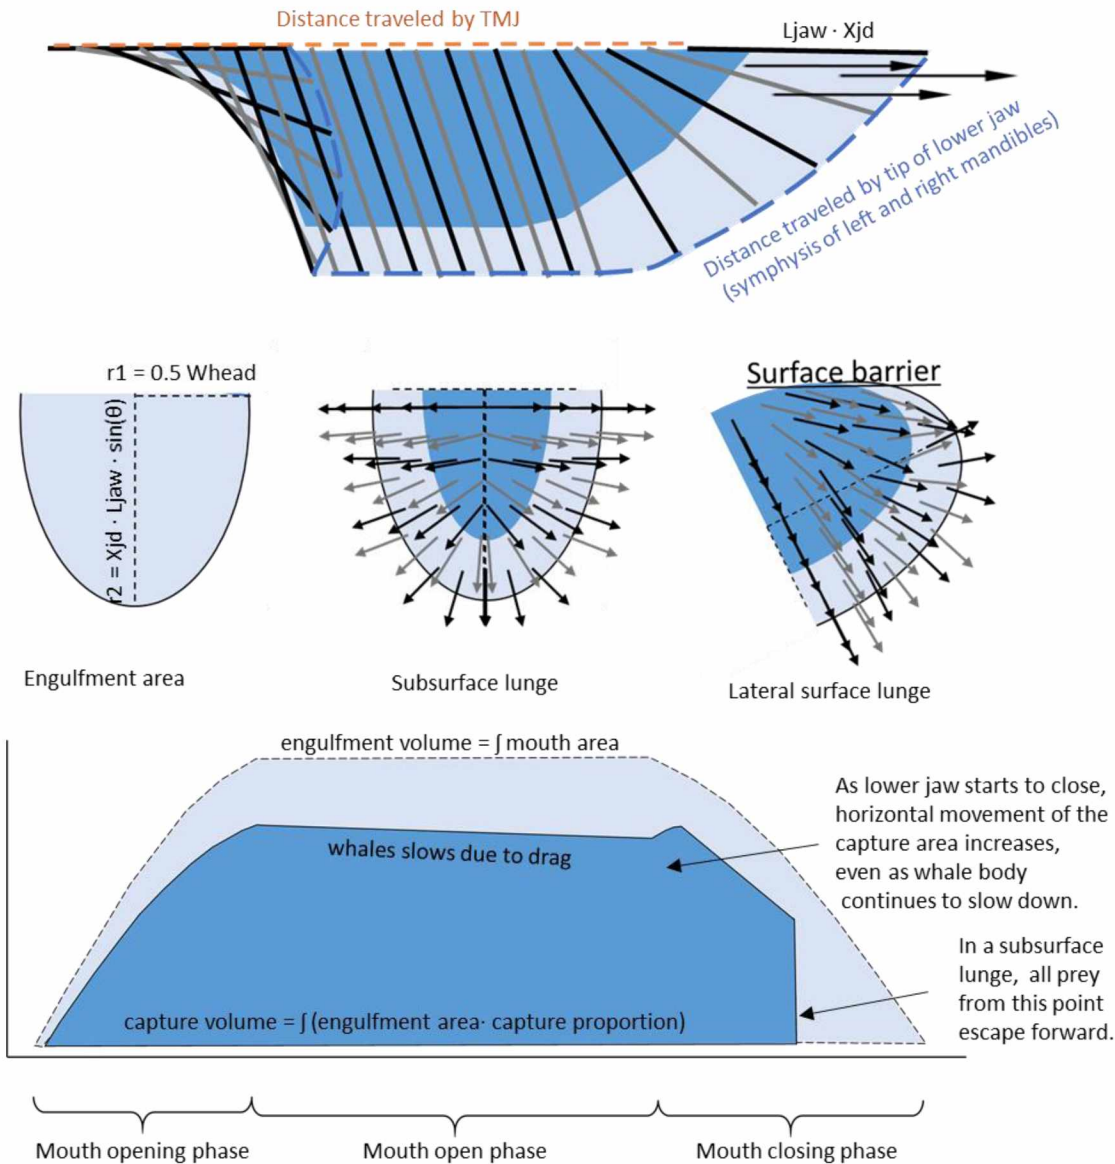 Distance traveled by TMJ
Ljaw · Xjd
Distance traveled by tip of lower jaw
(symphysis of left and right mandibles)
r1 = 0.5 Whead
r2 = Xjd · Ljaw · sin(θ)
Surface barrier
Engulfment area
Subsurface lunge
Lateral surface lunge
engulfment volume = ∫ mouth area
whales slows due to drag
As lower jaw starts to close,
horizontal movement of the
capture area increases,
even as whale body
continues to slow down.
In a subsurface
lunge, all prey
from this point
escape forward.
capture volume = ∫ (engulfment area· capture proportion)
Mouth opening phase
Mouth open phase
Mouth closing phase